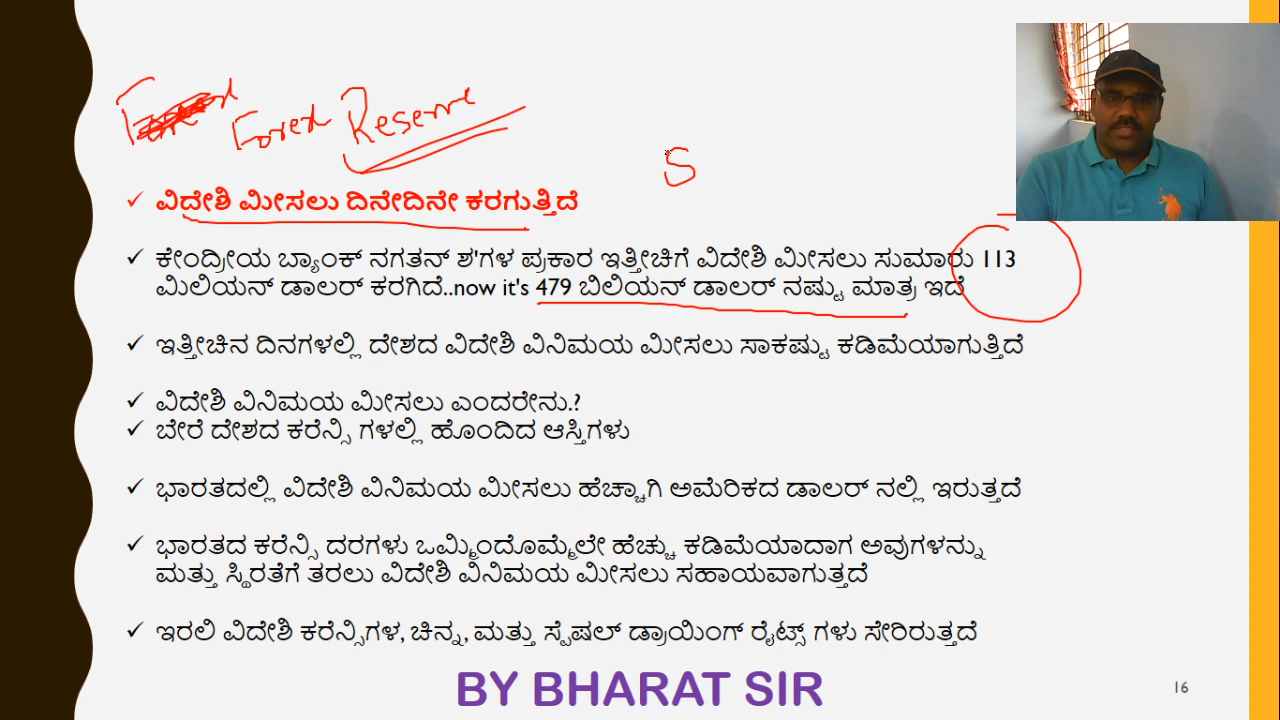 Forex Reserve
S
ವಿದೇಶಿ ಮೀಸಲು ದಿನೇದಿನೇ ಕರಗುತ್ತಿದೆ
ಕೇಂದ್ರೀಯ ಬ್ಯಾಂಕ್ ನಗತನ್ ಶ'ಗಳ ಪ್ರಕಾರ ಇತ್ತೀಚಿಗೆ ವಿದೇಶಿ ಮೀಸಲು ಸುಮಾರು 113
ಮಿಲಿಯನ್ ಡಾಲರ್ ಕರಗಿದೆ..now it's 479 ಬಿಲಿಯನ್ ಡಾಲರ್ ನಷ್ಟು ಮಾತ್ರ ಇದೆ
ಇತ್ತೀಚಿನ ದಿನಗಳಲ್ಲಿ ದೇಶದ ವಿದೇಶಿ ವಿನಿಮಯ ಮೀಸಲು ಸಾಕಷ್ಟು ಕಡಿಮೆಯಾಗುತ್ತಿದೆ
ವಿದೇಶಿ ವಿನಿಮಯ ಮೀಸಲು ಎಂದರೇನು.?
ಬೇರೆ ದೇಶದ ಕರೆನ್ಸಿ ಗಳಲ್ಲಿ ಹೊಂದಿದ ಆಸ್ತಿಗಳು
ಭಾರತದಲ್ಲಿ ವಿದೇಶಿ ವಿನಿಮಯ ಮೀಸಲು ಹೆಚ್ಚಾಗಿ ಅಮೆರಿಕದ ಡಾಲರ್ ನಲ್ಲಿ ಇರುತ್ತದೆ
ಭಾರತದ ಕರೆನ್ಸಿ ದರಗಳು ಒಮ್ಮಿಂದೊಮ್ಮೆಲೇ ಹೆಚ್ಚು ಕಡಿಮೆಯಾದಾಗ ಅವುಗಳನ್ನು
ಮತ್ತು ಸ್ಥಿರತೆಗೆ ತರಲು ವಿದೇಶಿ ವಿನಿಮಯ ಮೀಸಲು ಸಹಾಯವಾಗುತ್ತದೆ
ಇರಲಿ ವಿದೇಶಿ ಕರೆನ್ಸಿಗಳ, ಚಿನ್ನ, ಮತ್ತು ಸ್ಪೆಷಲ್ ಡ್ರಾಯಿಂಗ್ ರೈಟ್ಸ್ ಗಳು ಸೇರಿರುತ್ತದೆ
BY BHARAT SIR
16